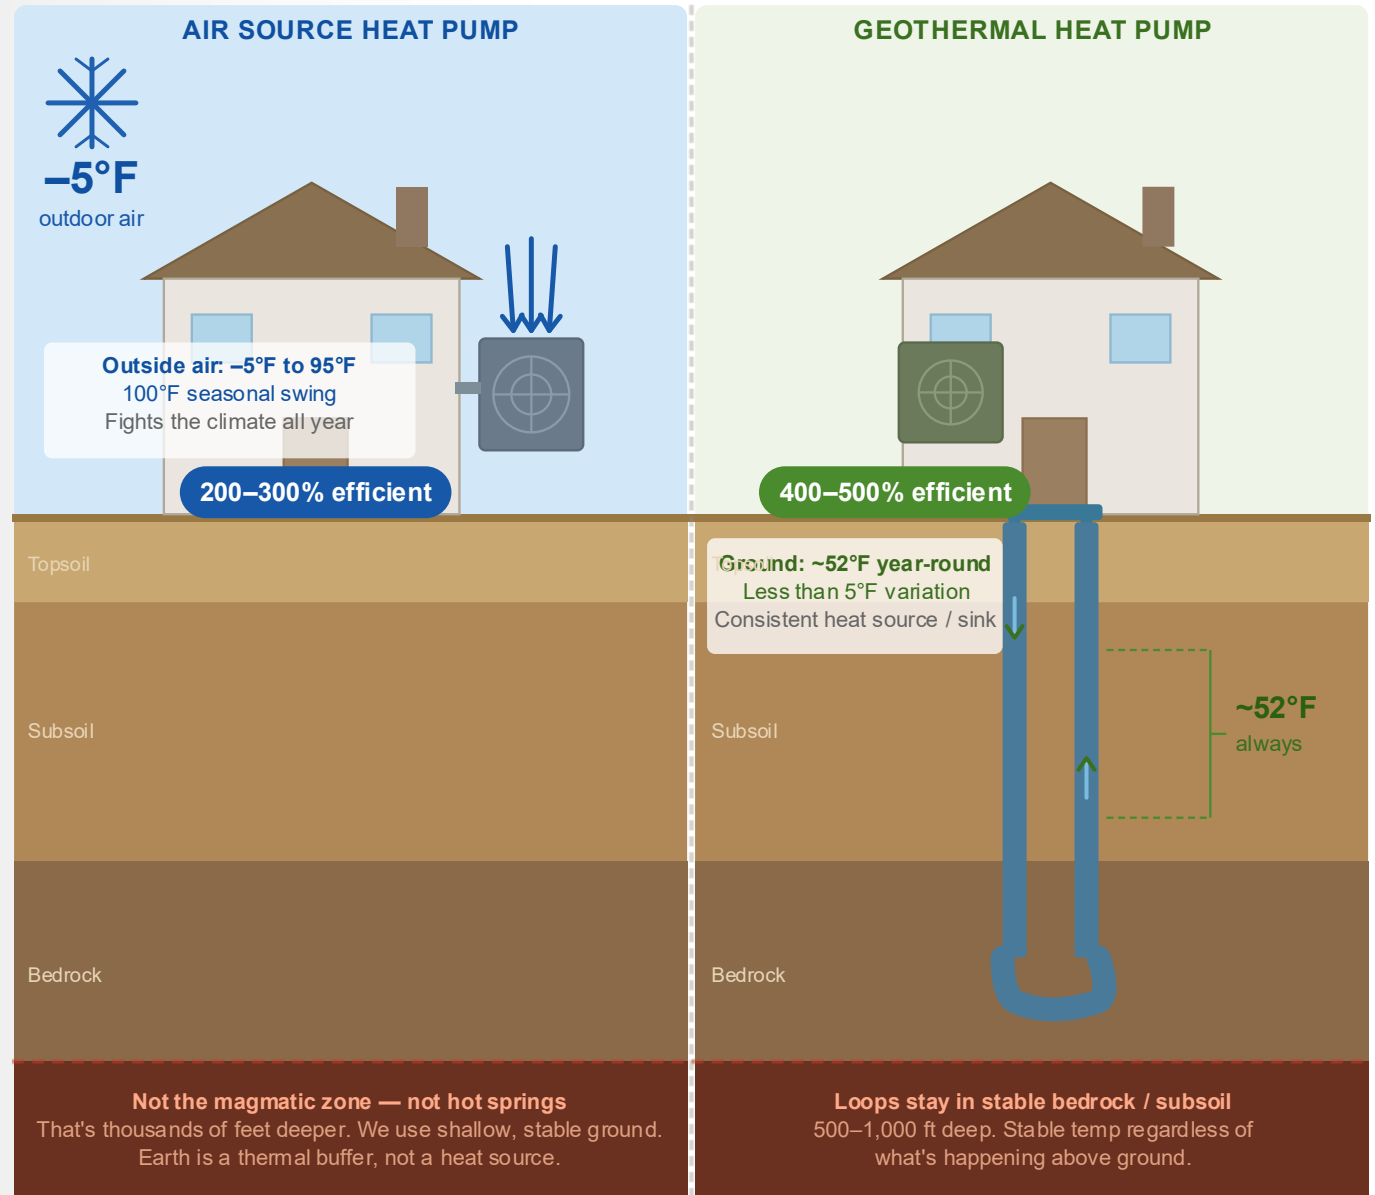 AIR SOURCE HEAT PUMP
–5°F
outdoor air
Outside air: –5°F to 95°F
100°F seasonal swing
Fights the climate all year
200–300% efficient
Topsoil
Subsoil
Bedrock
Not the magmatic zone — not hot springs
That's thousands of feet deeper. We use shallow, stable ground.
Earth is a thermal buffer, not a heat source.
GEOTHERMAL HEAT PUMP
400–500% efficient
Topsoil
Ground: ~52°F year-round
Less than 5°F variation
Consistent heat source / sink
Subsoil
~52°F
always
Bedrock
Loops stay in stable bedrock / subsoil
500–1,000 ft deep. Stable temp regardless of
what's happening above ground.